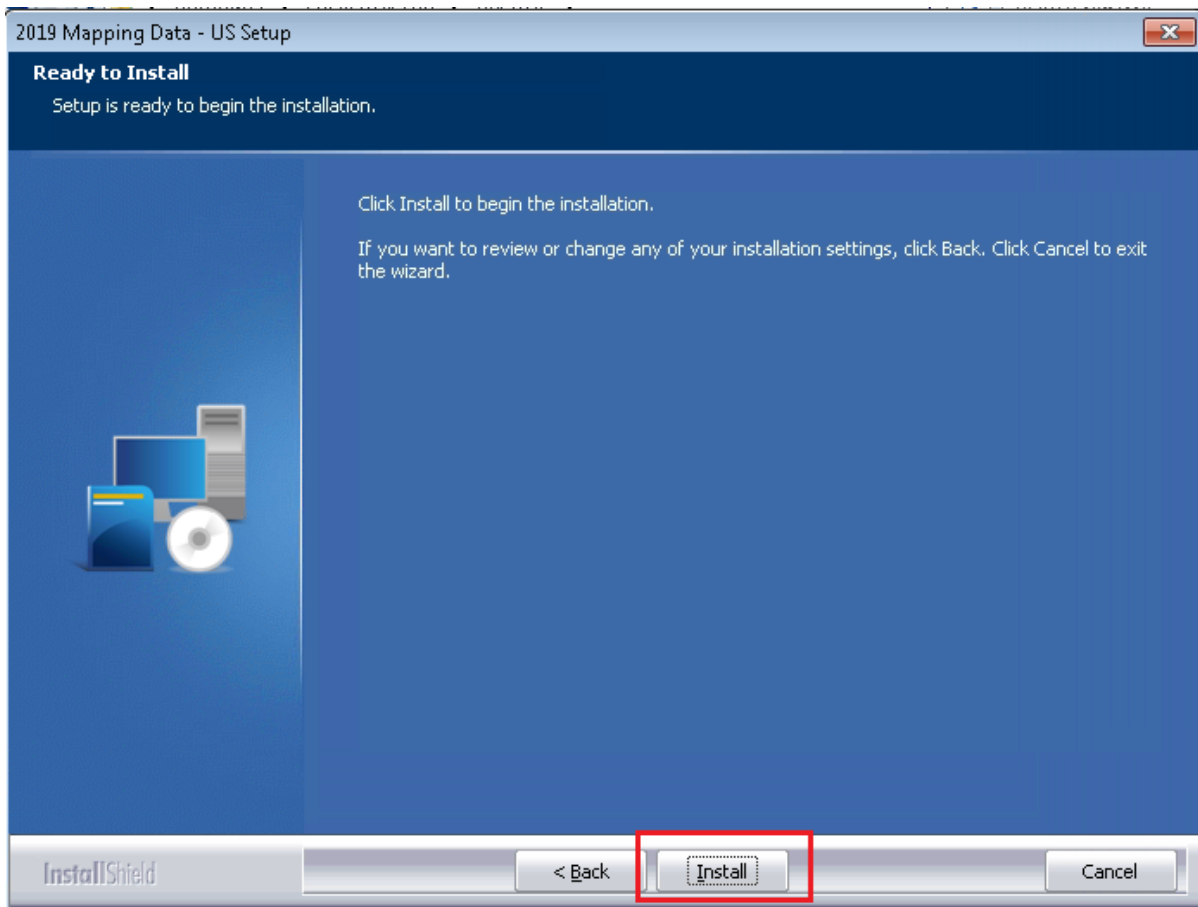 2019 Mapping Data - US Setup
Ready to Install
Setup is ready to begin the installation.
Click Install to begin the installation.
If you want to review or change any of your installation settings, click Back. Click Cancel to exit
the wizard.
InstallShield
< Back
Install
Cancel